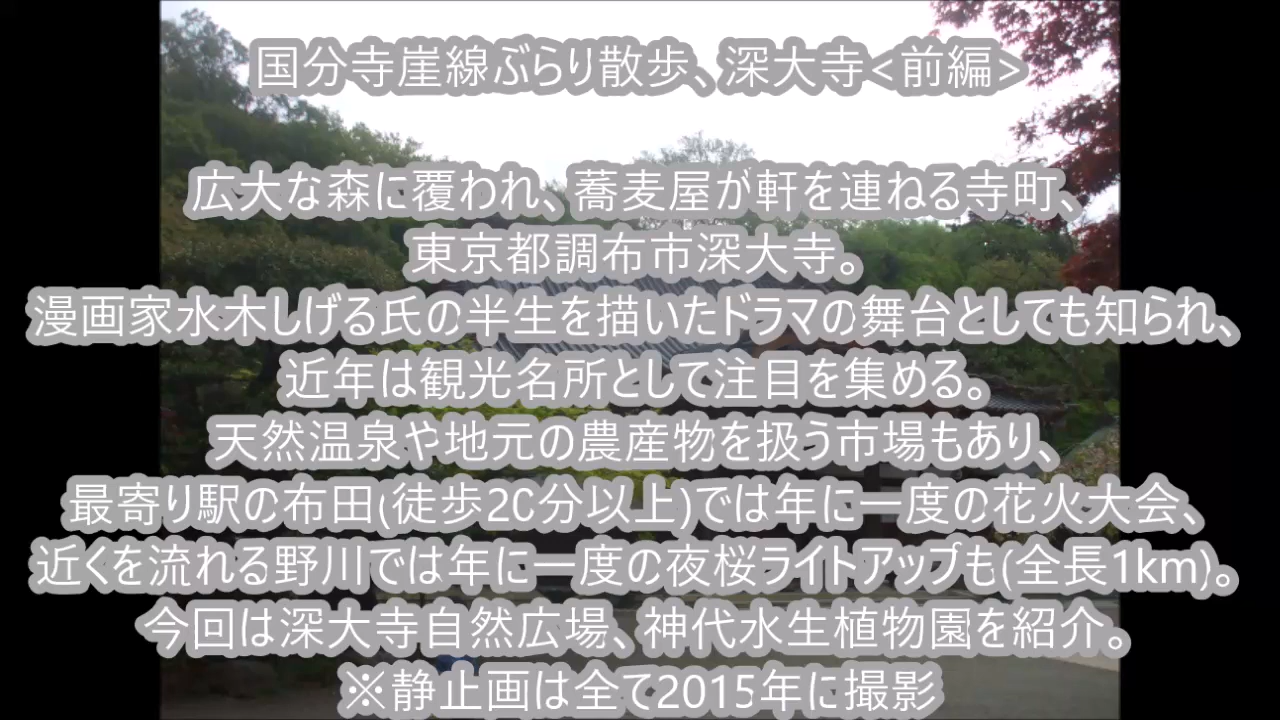 国分寺崖線ぶらり散歩、深大寺<前編>
広大な森に覆われ、蕎麦屋が軒を連ねる寺町、
東京都調布市深大寺。
漫画家水木しげる氏の半生を描いたドラマの舞台としても知られ、
近年は観光名所として注目を集める。
天然温泉や地元の農産物を扱う市場もあり、
最寄り駅の布田(徒歩20分以上)では年に一度の花火大会、
近くを流れる野川では年に一度の夜桜ライトアップも(全長1km)。
今回は深大寺自然広場、神代水生植物園を紹介。
※静止画は全て2015年に撮影